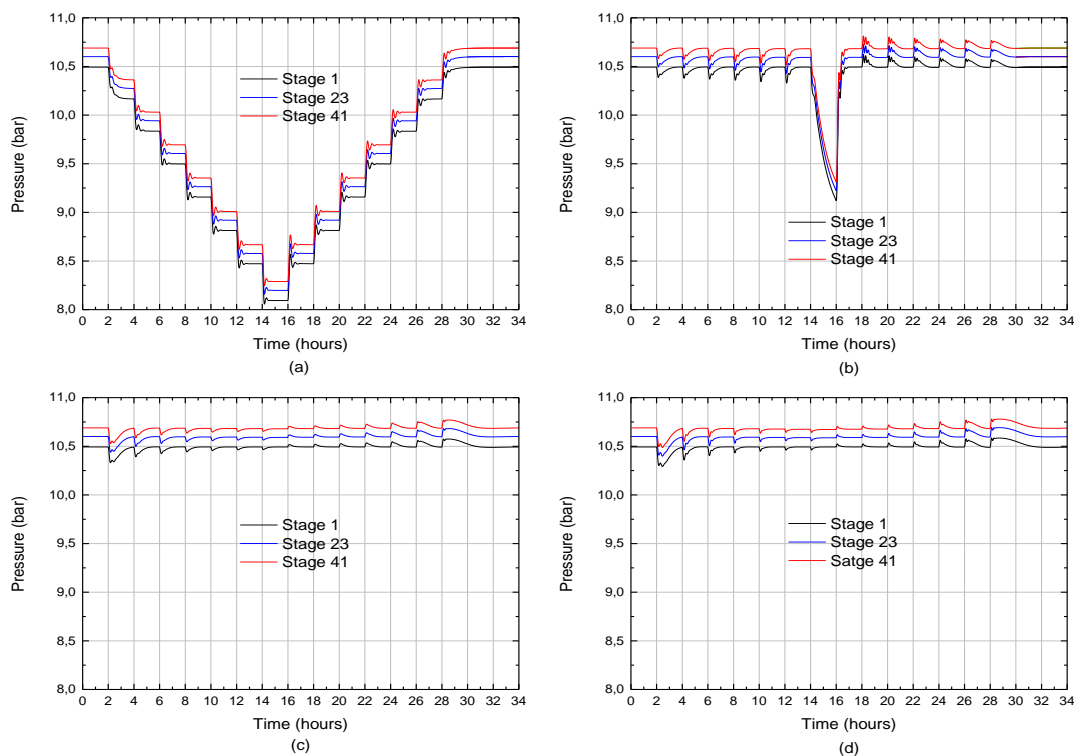 11,0
10,5
10,0
9,5
9,0
8,5
8,0
Pressure (bar)
Stage 1
Stage 23
Stage 41
0 2 4 6 8 10 12 14 16 18 20 22 24 26 28 30 32 34
Time (hours)
(a)
11,0
10,5
10,0
9,5
9,0
8,5
8,0
Pressure (bar)
Stage 1
Stage 23
Stage 41
0 2 4 6 8 10 12 14 16 18 20 22 24 26 28 30 32 34
Time (hours)
(b)
11,0
10,5
10,0
9,5
9,0
8,5
8,0
Pressure (bar)
Stage 1
Stage 23
Stage 41
0 2 4 6 8 10 12 14 16 18 20 22 24 26 28 30 32 34
Time (hours)
(c)
11,0
10,5
10,0
9,5
9,0
8,5
8,0
Pressure (bar)
Stage 1
Stage 23
Satge 41
0 2 4 6 8 10 12 14 16 18 20 22 24 26 28 30 32 34
Time (hours)
(d)